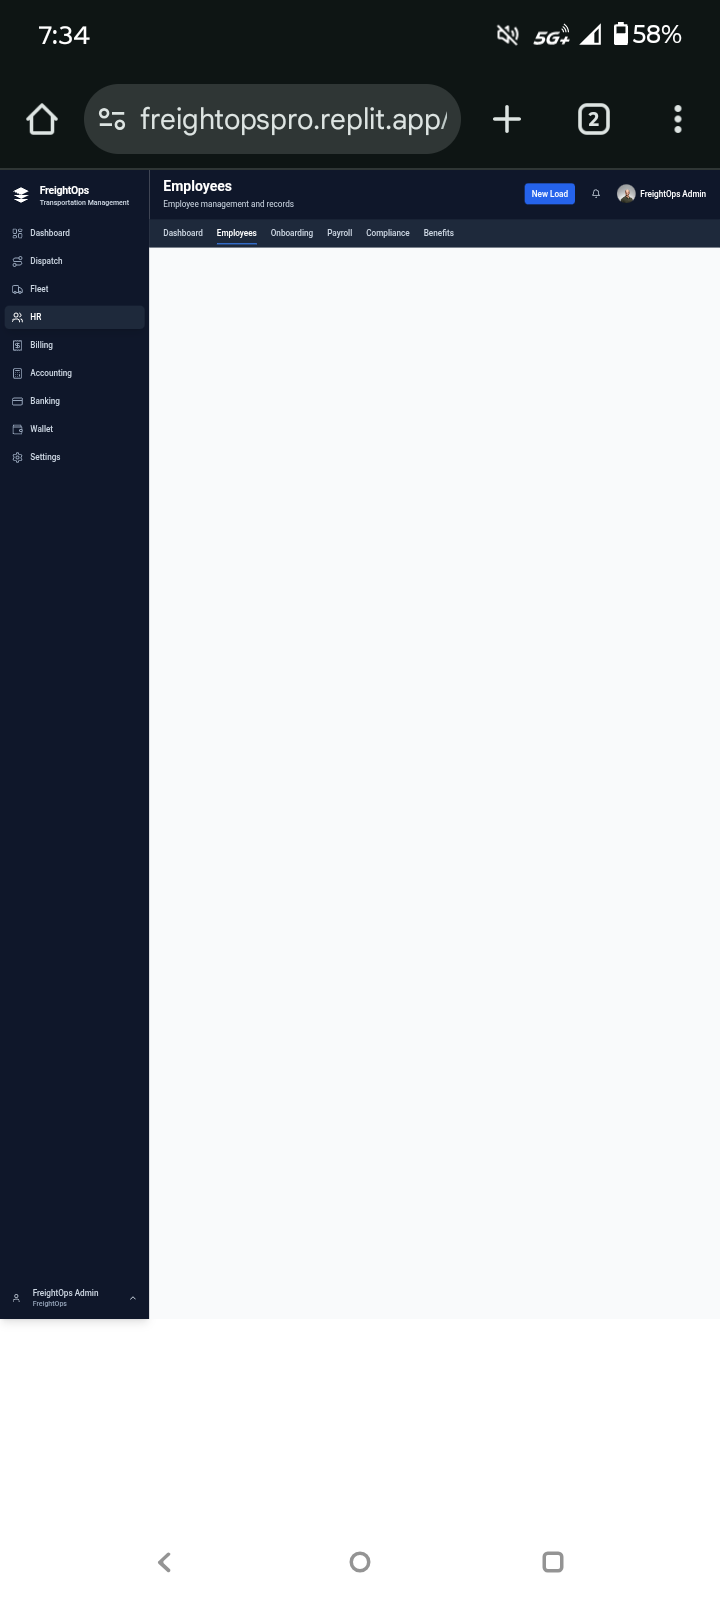 7:34
5G+
58%
freightopspro.replit.app/
2
FreightOps
Transportation Management
Employees
Employee management and records
New Load
FreightOps Admin
Dashboard
Employees
Onboarding
Payroll
Compliance
Benefits
Dashboard
Dispatch
Fleet
HR
Billing
Accounting
Banking
Wallet
Settings
FreightOps Admin
FreightOps